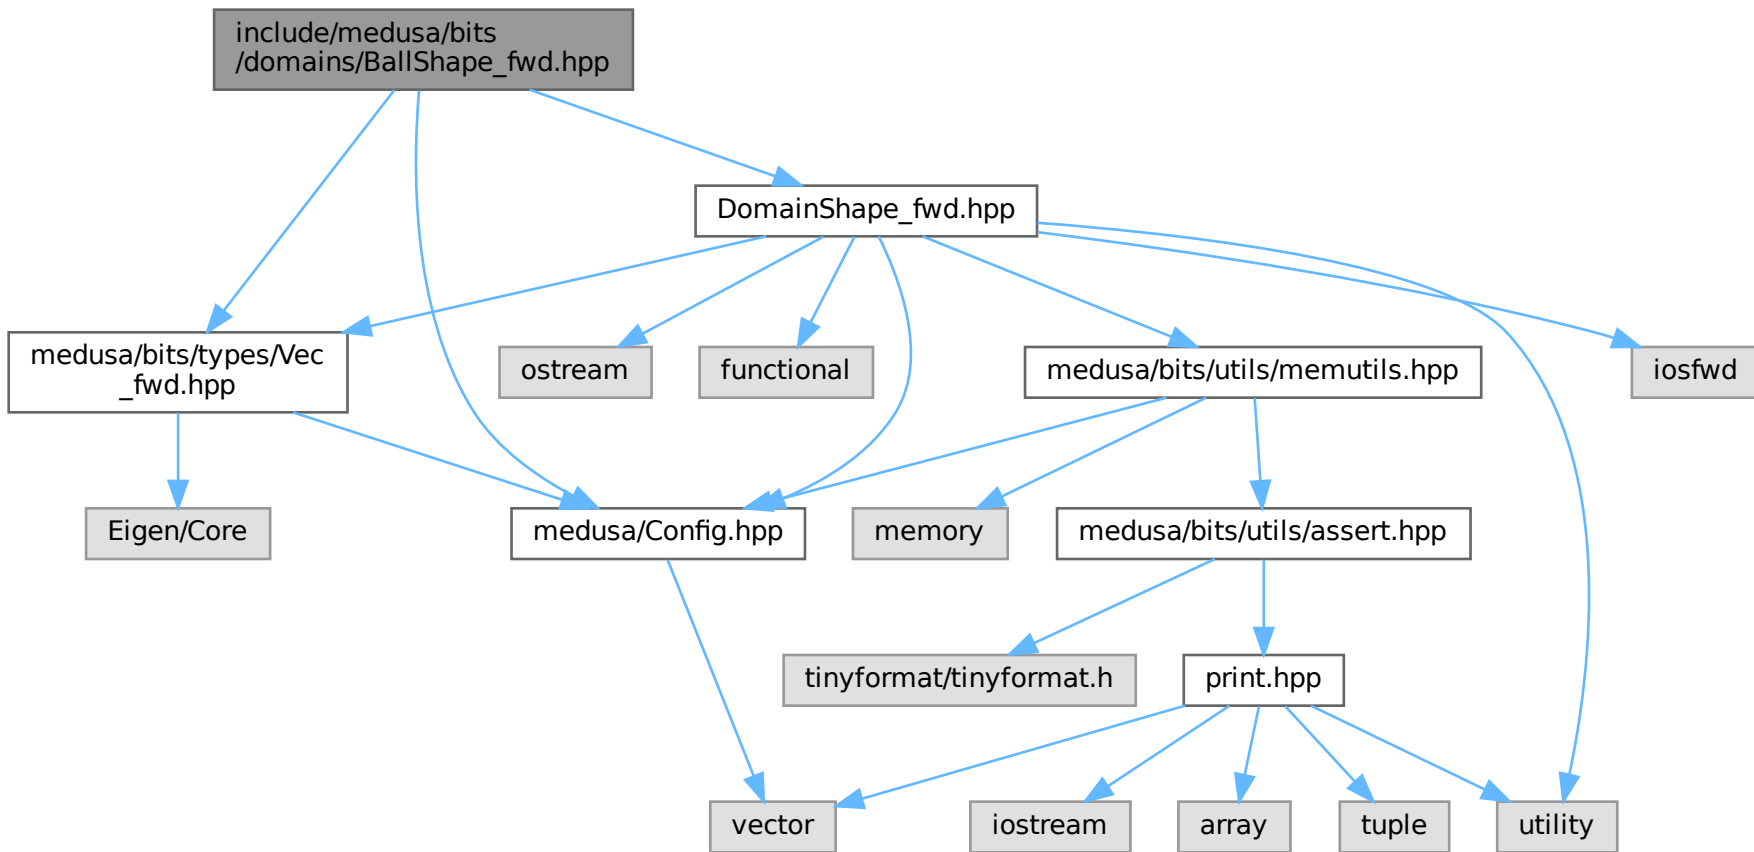 include/medusa/bits
/domains/BallShape_fwd.hpp
DomainShape_fwd.hpp
medusa/bits/types/Vec
_fwd.hpp
ostream
functional
medusa/bits/utils/memutils.hpp
iosfwd
Eigen/Core
medusa/Config.hpp
memory
medusa/bits/utils/assert.hpp
tinyformat/tinyformat.h
print.hpp
vector
iostream
array
tuple
utility